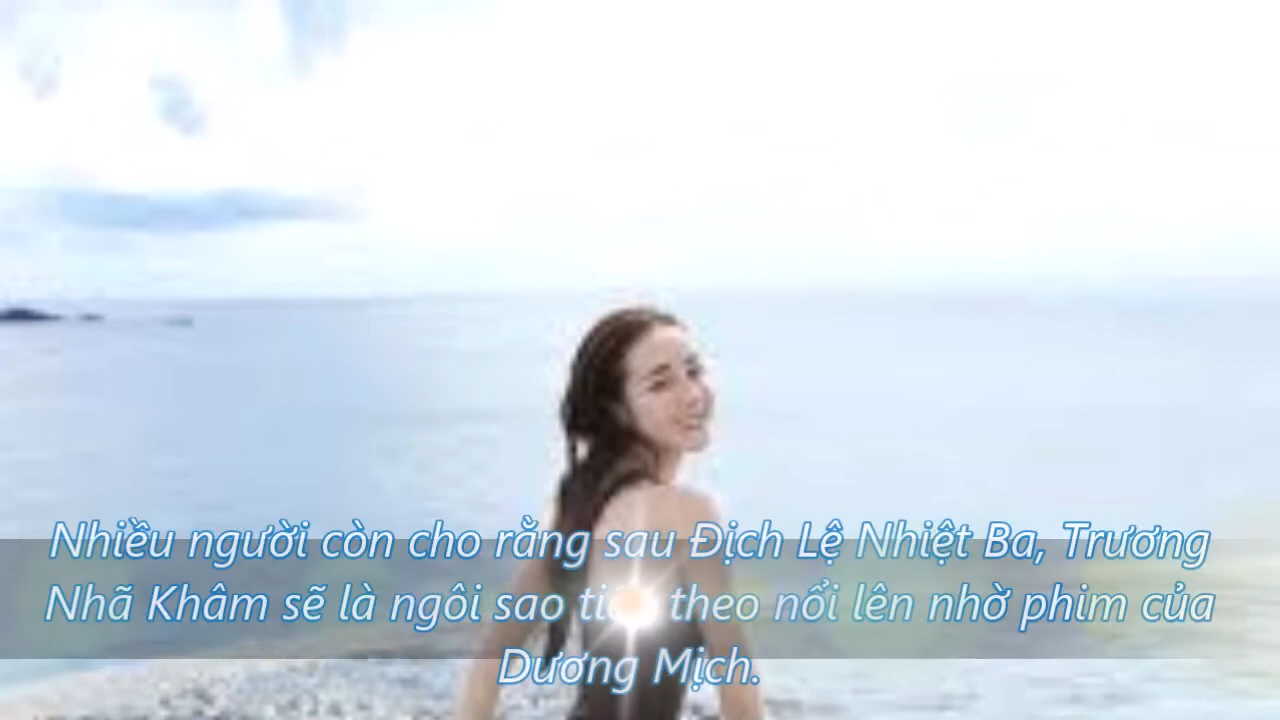 Nhiều người còn cho rằng sau Địch Lệ Nhiệt Ba, Trương
Nhã Khâm sẽ là ngôi sao tiếp theo nổi lên nhờ phim của
Dương Mịch.